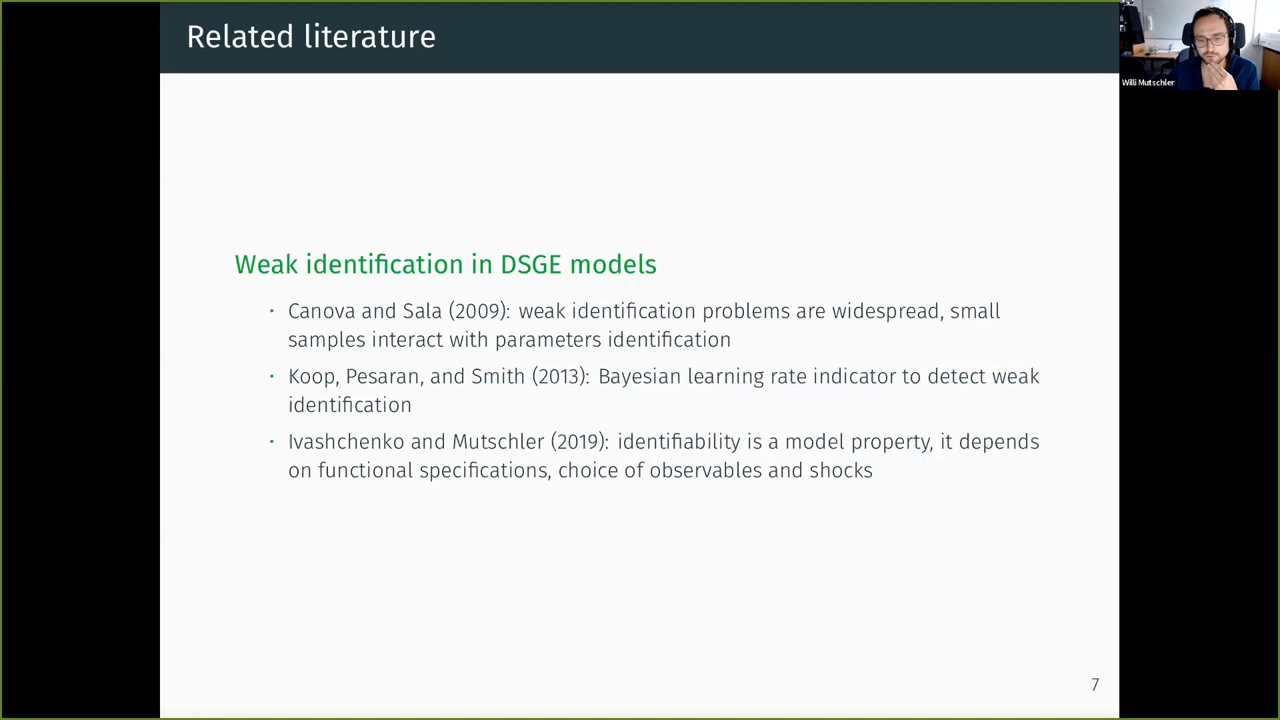 Related literature
Willi Mutschler
Weak identification in DSGE models
· Canova and Sala (2009): weak identification problems are widespread, small
samples interact with parameters identification
· Koop, Pesaran, and Smith (2013): Bayesian learning rate indicator to detect weak
identification
· Ivashchenko and Mutschler (2019): identifiability is a model property, it depends
on functional specifications, choice of observables and shocks
7